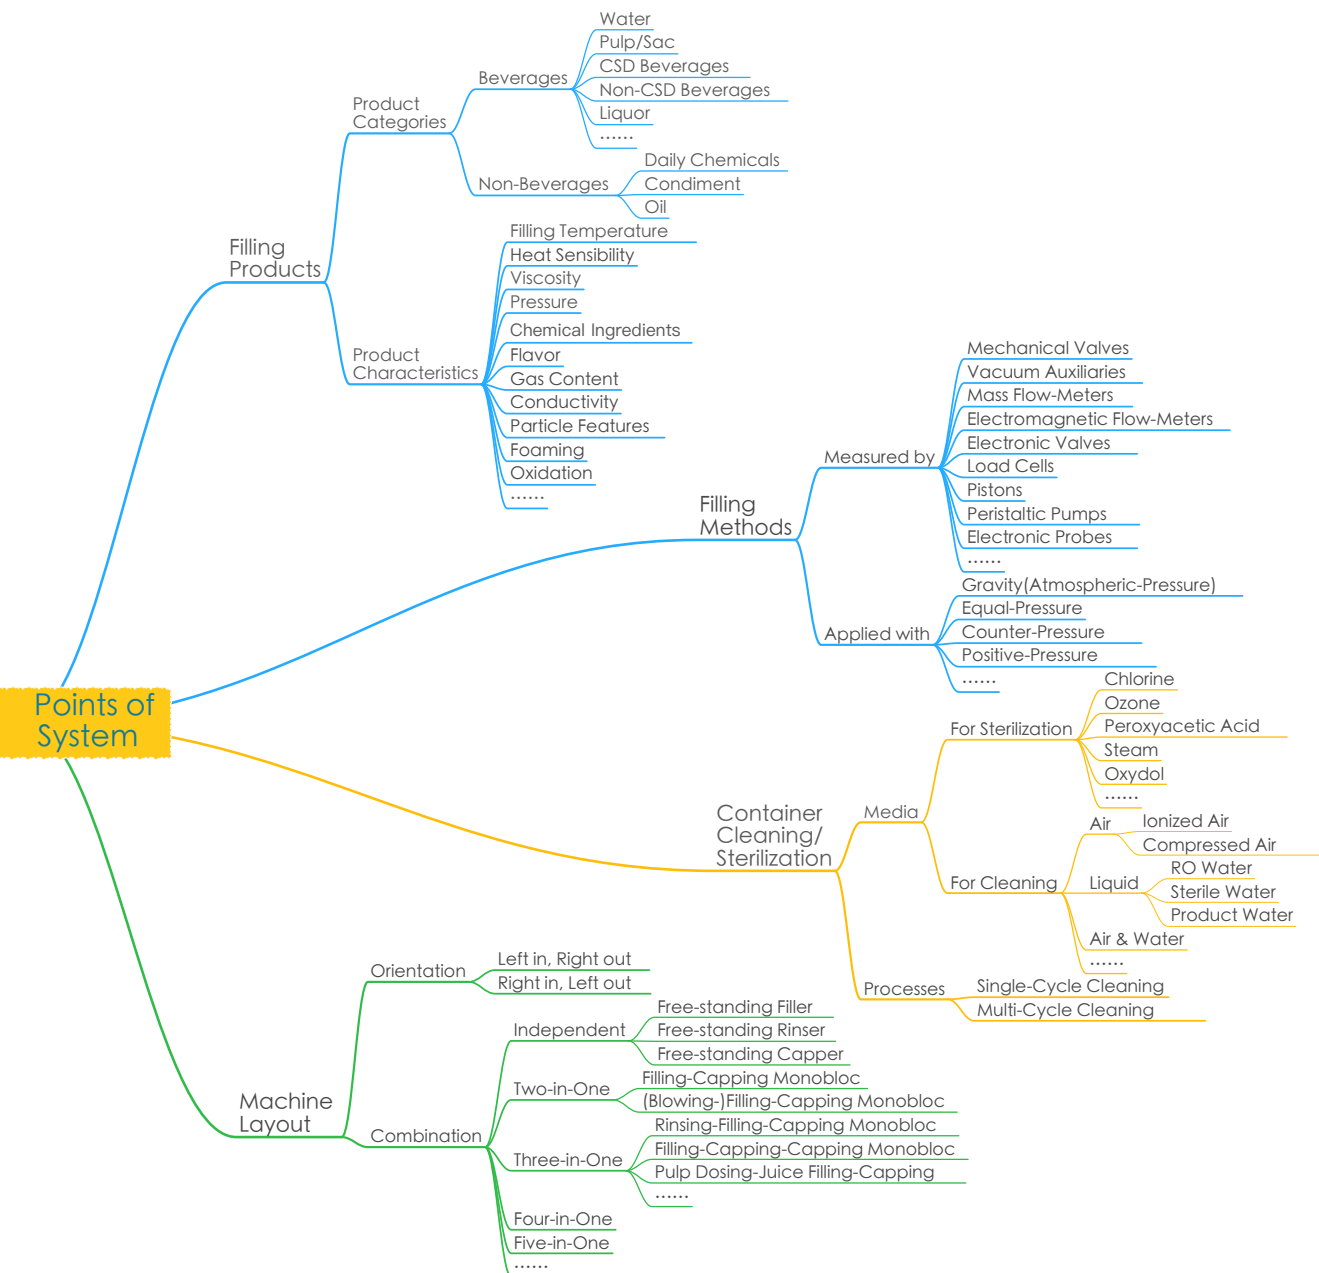 Water
Pulp/Sac
CSD Beverages
Non-CSD Beverages
Liquor
......
Beverages
Product
Categories
Daily Chemicals
Condiment
Oil
Non-Beverages
Filling
Products
Filling Temperature
Heat Sensibility
Viscosity
Pressure
Chemical Ingredients
Flavor
Gas Content
Conductivity
Particle Features
Foaming
Oxidation
......
Product
Characteristics
Mechanical Valves
Vacuum Auxiliaries
Mass Flow-Meters
Electromagnetic Flow-Meters
Electronic Valves
Load Cells
Pistons
Peristaltic Pumps
Electronic Probes
......
Measured by
Filling
Methods
Gravity(Atmospheric-Pressure)
Equal-Pressure
Counter-Pressure
Positive-Pressure
......
Applied with
Points of
System
Chlorine
Ozone
Peroxyacetic Acid
Steam
Oxydol
......
For Sterilization
Media
Container
Cleaning/
Sterilization
Air
Ionized Air
Compressed Air
For Cleaning
Liquid
RO Water
Sterile Water
Product Water
Air & Water
......
Processes
Single-Cycle Cleaning
Multi-Cycle Cleaning
Orientation
Left in, Right out
Right in, Left out
Machine
Layout
Combination
Independent
Free-standing Filler
Free-standing Rinser
Free-standing Capper
Two-in-One
Filling-Capping Monobloc
(Blowing-)Filling-Capping Monobloc
Three-in-One
Rinsing-Filling-Capping Monobloc
Filling-Capping-Capping Monobloc
Pulp Dosing-Juice Filling-Capping
......
Four-in-One
Five-in-One
......